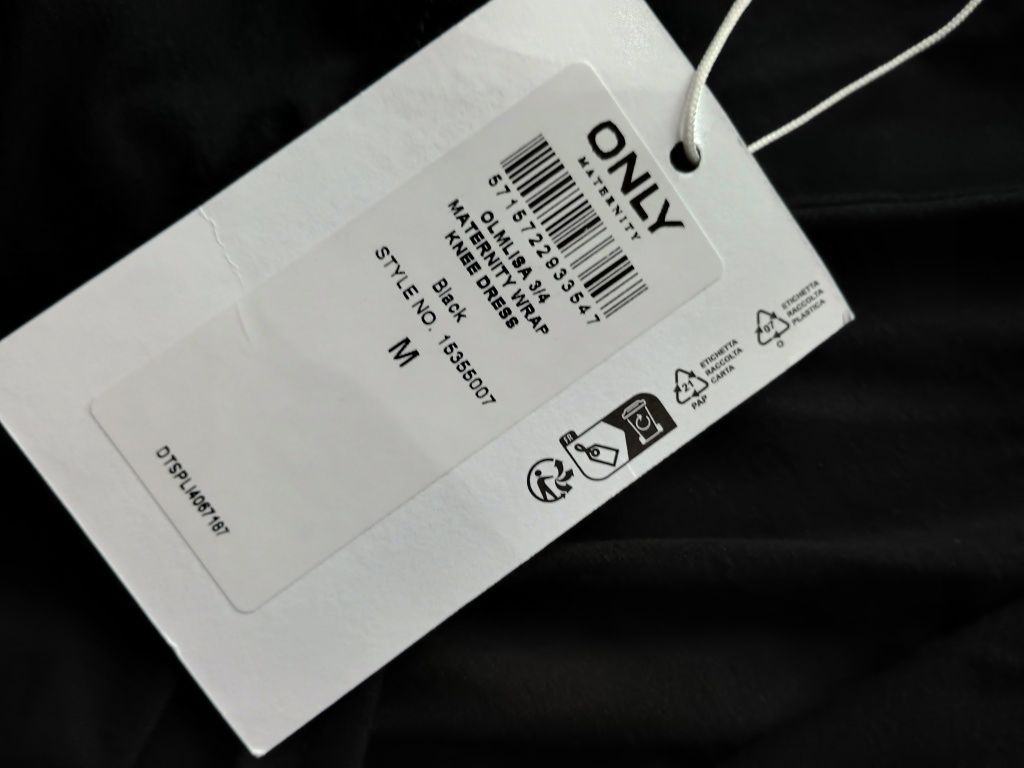 ONLY
MATERNITY
5715722933547
OLMLISA 3/4
MATERNITY WRAP
KNEE DRESS
Black
STYLE NO. 15355007
M
DTSPLI4067187
ETICHETTA
RACCOLTA
PLASTICA
07
O
ETICHETTA
RACCOLTA
CARTA
21
PAP
FR